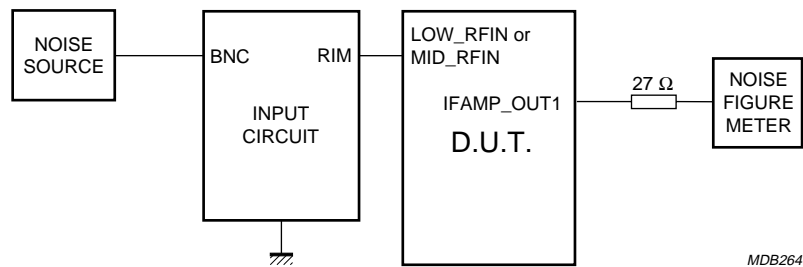 NOISE
SOURCE
BNC
RIM
INPUT
CIRCUIT
LOW_RFIN or
MID_RFIN
IFAMP_OUT1
D.U.T.
27 Ω
NOISE
FIGURE
METER
MDB264